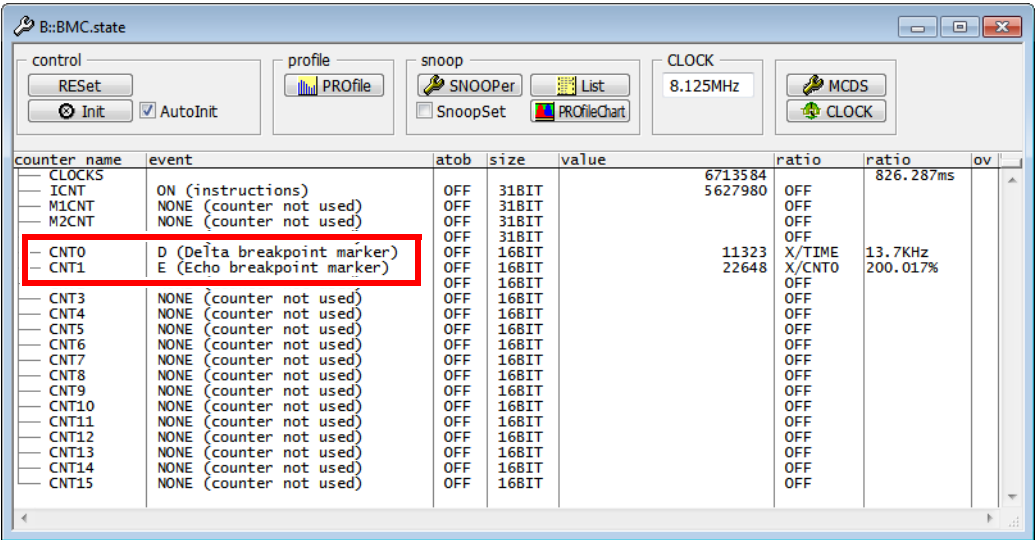 B::BMC.state
control profile snoop CLOCK
RESet PROfile SNOOPer List 8.125MHz MCDS
Init AutoInit SnoopSet PROfileChart CLOCK
counter name event atob size value ratio ratio ov
CLOCKS 6713584 826.287ms
ICNT ON (instructions) OFF 31BIT 5627980 OFF
M1CNT NONE (counter not used) OFF 31BIT OFF
M2CNT NONE (counter not used) OFF 31BIT OFF
OFF 31BIT OFF
CNT0 D (Delta breakpoint marker) OFF 16BIT 11323 X/TIME 13.7KHz
CNT1 E (Echo breakpoint marker) OFF 16BIT 22648 X/CNT0 200.017%
OFF 16BIT OFF
CNT3 NONE (counter not used) OFF 16BIT OFF
CNT4 NONE (counter not used) OFF 16BIT OFF
CNT5 NONE (counter not used) OFF 16BIT OFF
CNT6 NONE (counter not used) OFF 16BIT OFF
CNT7 NONE (counter not used) OFF 16BIT OFF
CNT8 NONE (counter not used) OFF 16BIT OFF
CNT9 NONE (counter not used) OFF 16BIT OFF
CNT10 NONE (counter not used) OFF 16BIT OFF
CNT11 NONE (counter not used) OFF 16BIT OFF
CNT12 NONE (counter not used) OFF 16BIT OFF
CNT13 NONE (counter not used) OFF 16BIT OFF
CNT14 NONE (counter not used) OFF 16BIT OFF
CNT15 NONE (counter not used) OFF 16BIT OFF